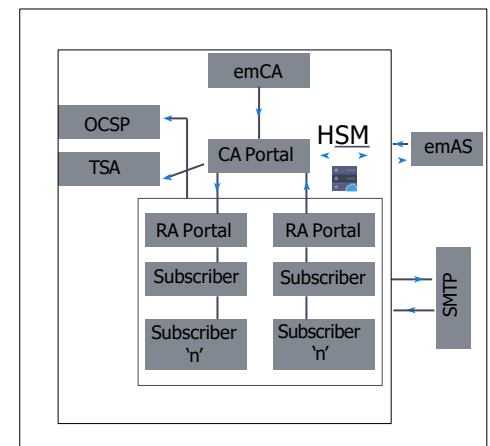 emCA
OCSP
HSM
emAS
CA Portal
TSA
RA Portal
RA Portal
Subscriber
Subscriber
SMTP
Subscriber
'n'
Subscriber
'n'